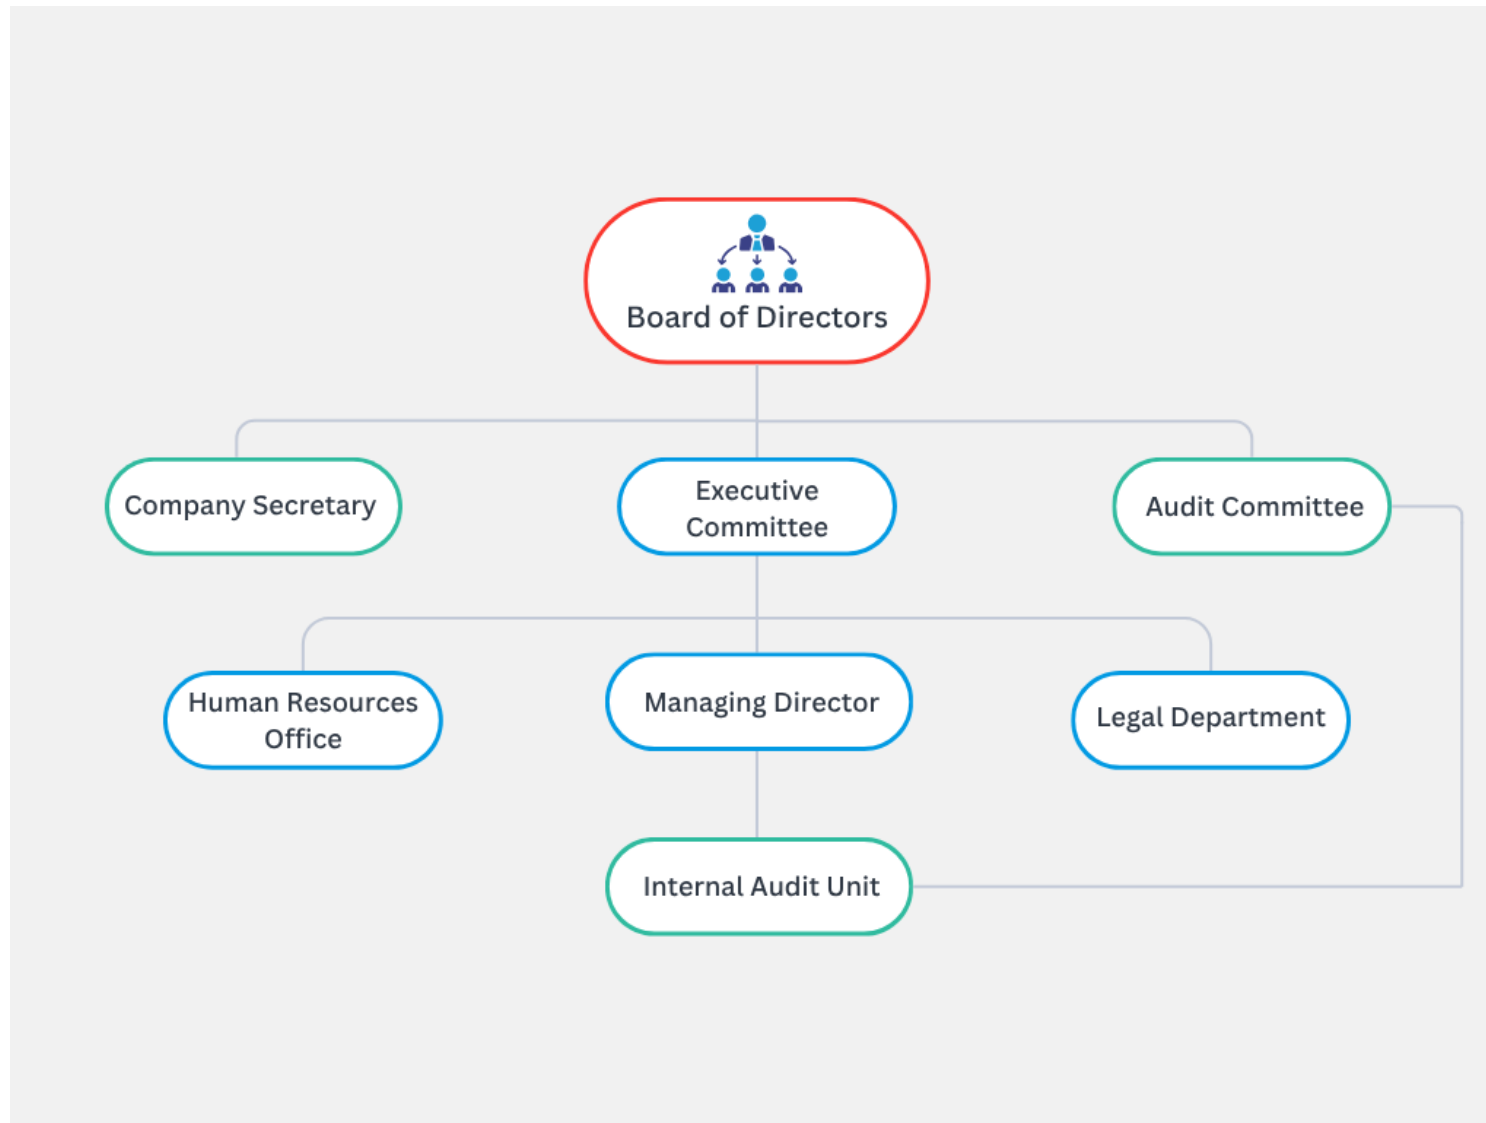 Board of Directors
Company Secretary
Executive
Committee
Audit Committee
Human Resources
Office
Managing Director
Legal Department
Internal Audit Unit